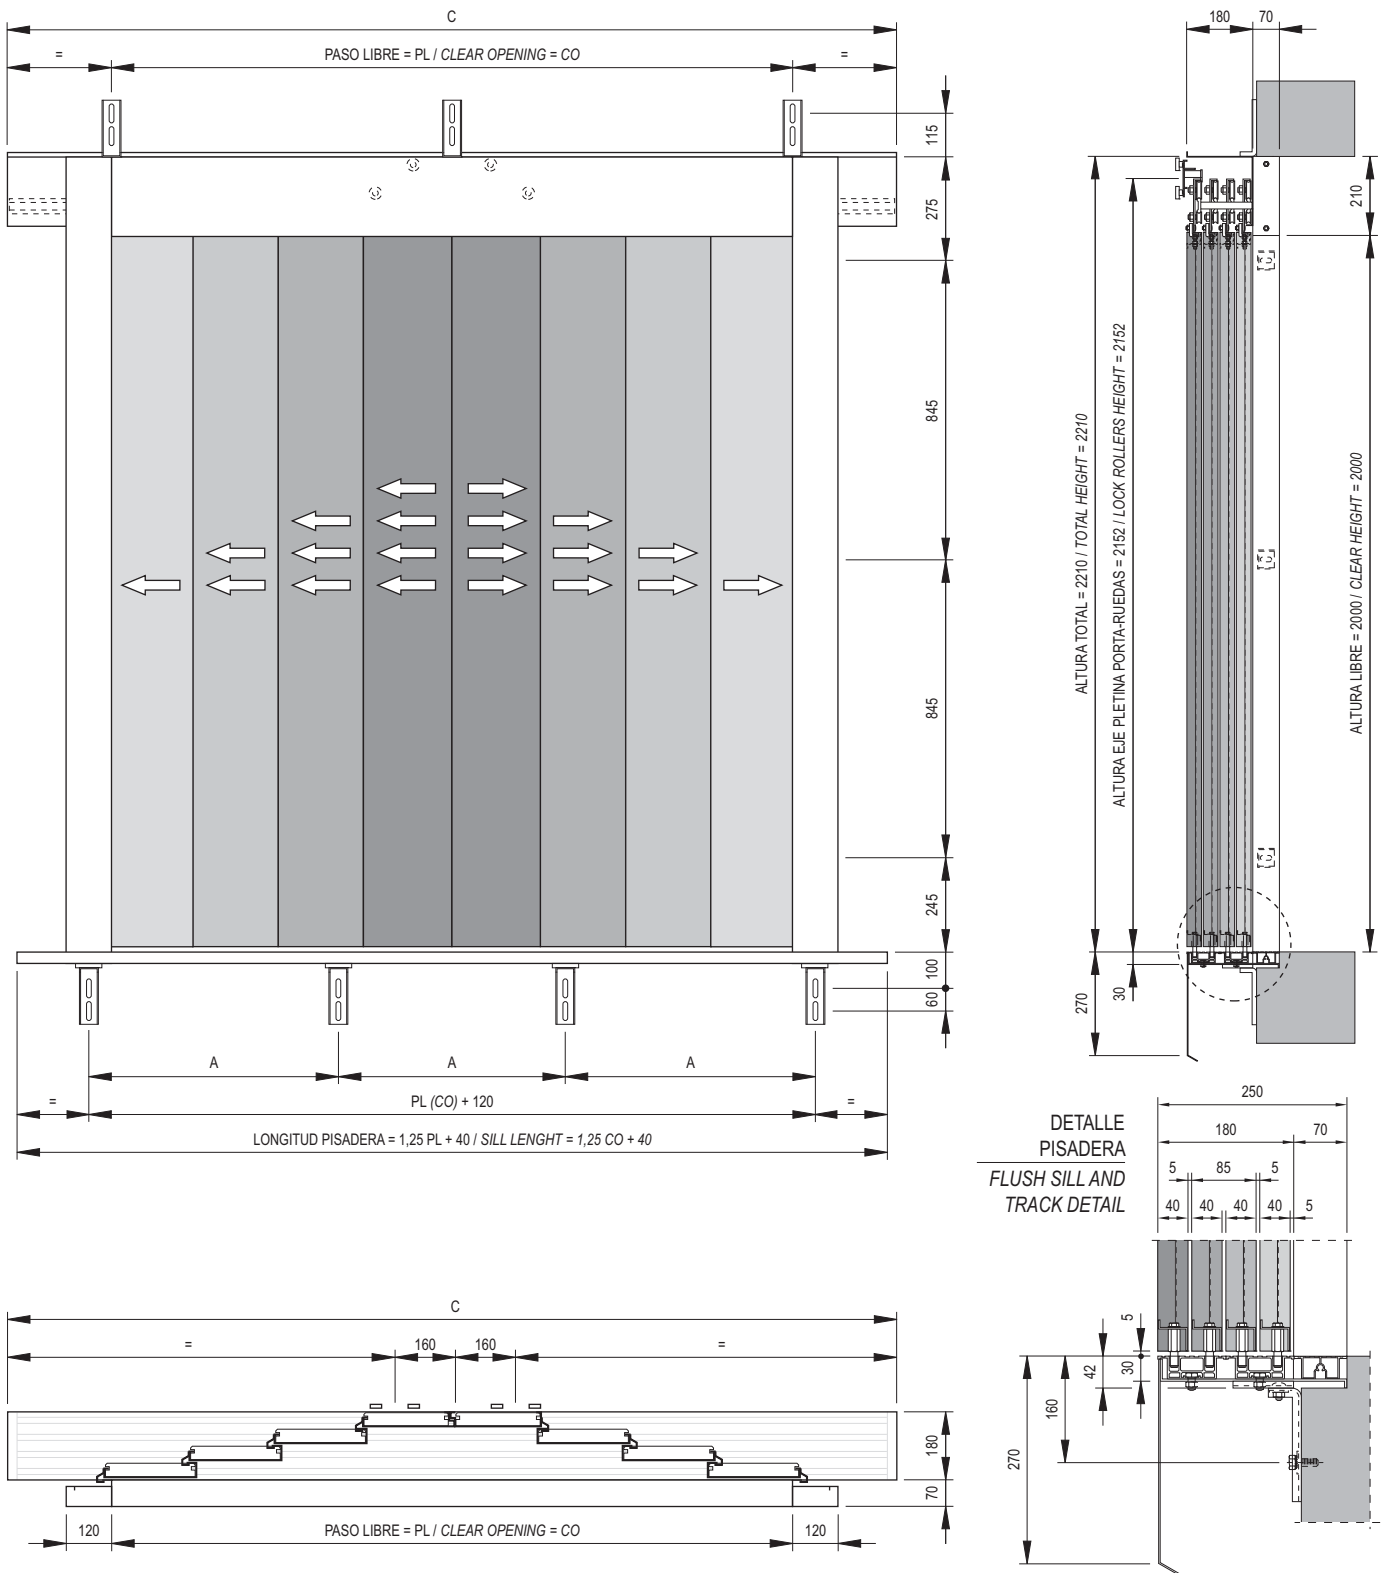 C
180
70
=
PASO LIBRE = PL / CLEAR OPENING = CO
=
115
275
210
845
845
ALTURA TOTAL = 2210 / TOTAL HEIGHT = 2210
ALTURA EJE PLETINA PORTA-RUEDAS = 2152 / LOCK ROLLERS HEIGHT = 2152
ALTURA LIBRE = 2000 / CLEAR HEIGHT = 2000
245
100
60
270
30
A
A
A
=
PL (CO) + 120
=
LONGITUD PISADERA = 1,25 PL + 40 / SILL LENGHT = 1,25 CO + 40
DETALLE
PISADERA
FLUSH SILL AND
TRACK DETAIL
250
180
70
5
85
5
40
40
40
40
5
5
42
30
160
270
C
=
160
160
=
180
70
120
PASO LIBRE = PL / CLEAR OPENING = CO
120